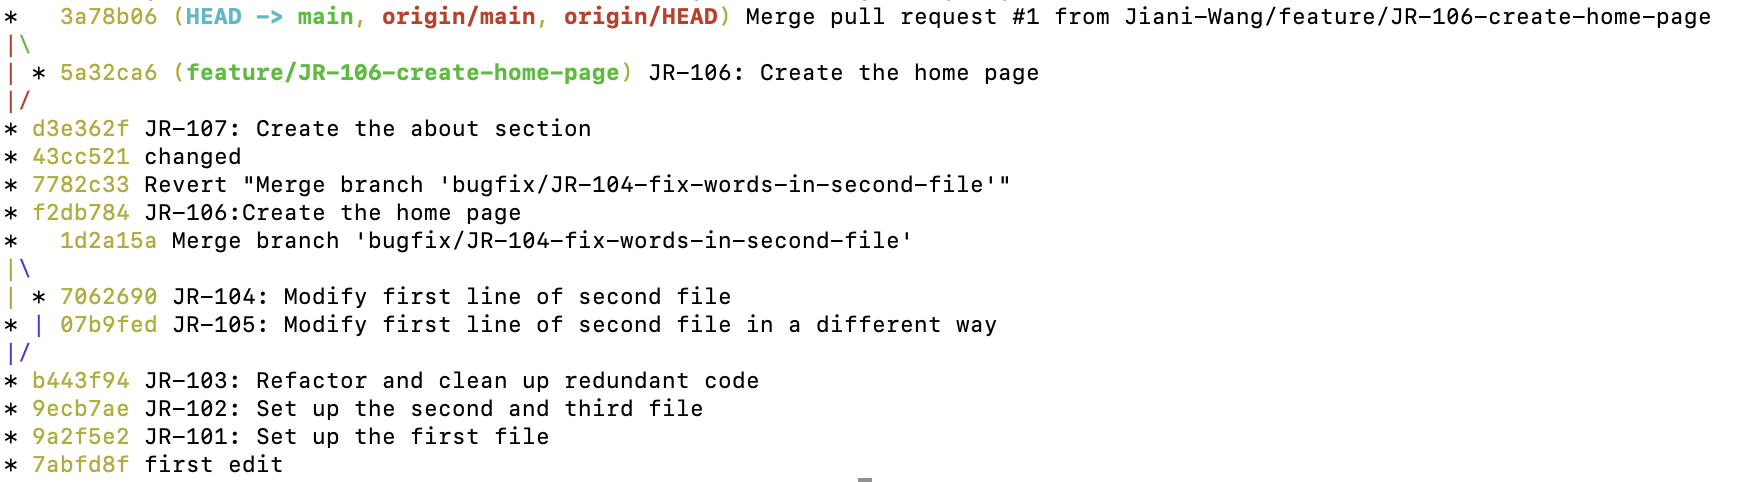 *   3a78b06 (HEAD -> main, origin/main, origin/HEAD) Merge pull request #1 from Jiani-Wang/feature/JR-106-create-home-page
|\
| * 5a32ca6 (feature/JR-106-create-home-page) JR-106: Create the home page
|/
* d3e362f JR-107: Create the about section
* 43cc521 changed
* 7782c33 Revert "Merge branch 'bugfix/JR-104-fix-words-in-second-file'"
* f2db784 JR-106:Create the home page
*   1d2a15a Merge branch 'bugfix/JR-104-fix-words-in-second-file'
|\
| * 7062690 JR-104: Modify first line of second file
* | 07b9fed JR-105: Modify first line of second file in a different way
|/
* b443f94 JR-103: Refactor and clean up redundant code
* 9ecb7ae JR-102: Set up the second and third file
* 9a2f5e2 JR-101: Set up the first file
* 7abfd8f first edit